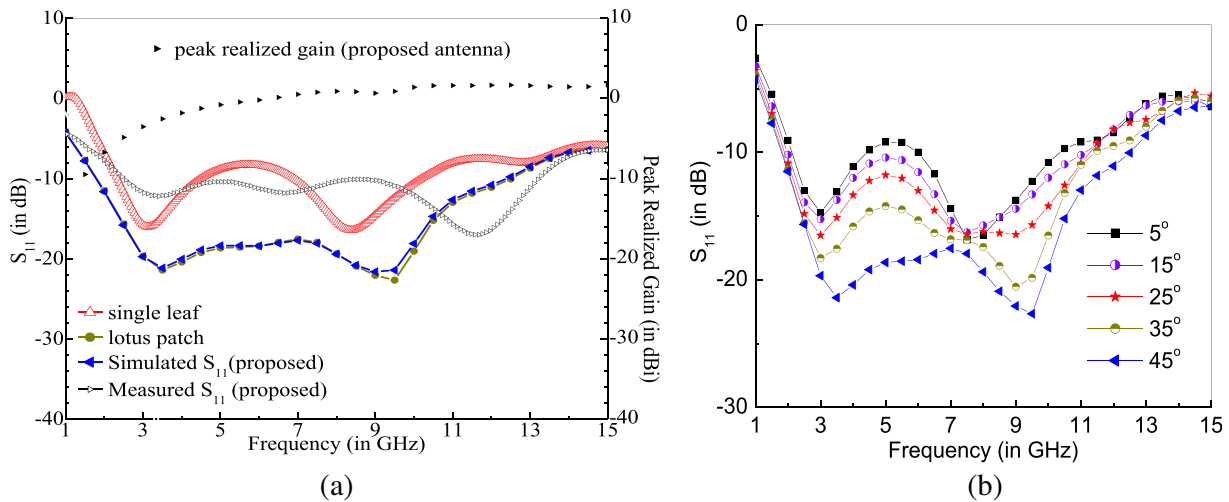 10
0
-10
-20
-30
-40
S11 (in dB)
peak realized gain (proposed antenna)
single leaf
lotus patch
Simulated S11(proposed)
Measured S11 (proposed)
1 3 5 7 9 11 13 15
Frequency (in GHz)
10
0
-10
-20
-30
-40
Peak Realized Gain (in dBi)
(a)
0
-10
-20
-30
S11 (in dB)
5o
15o
25o
35o
45o
1 3 5 7 9 11 13 15
Frequency (in GHz)
(b)